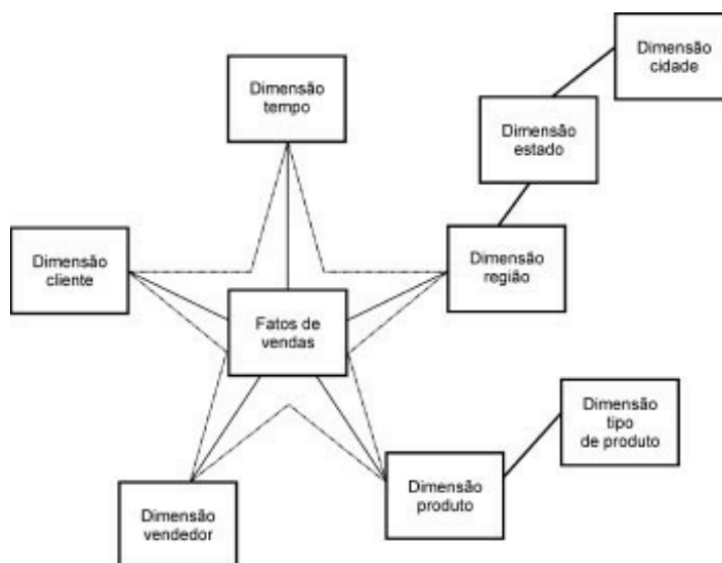 Dimensão
cidade
Dimensão
tempo
Dimensão
estado
Dimensão
cliente
Dimensão
região
Fatos de
vendas
Dimensão
tipo
de produto
Dimensão
produto
Dimensão
vendedor